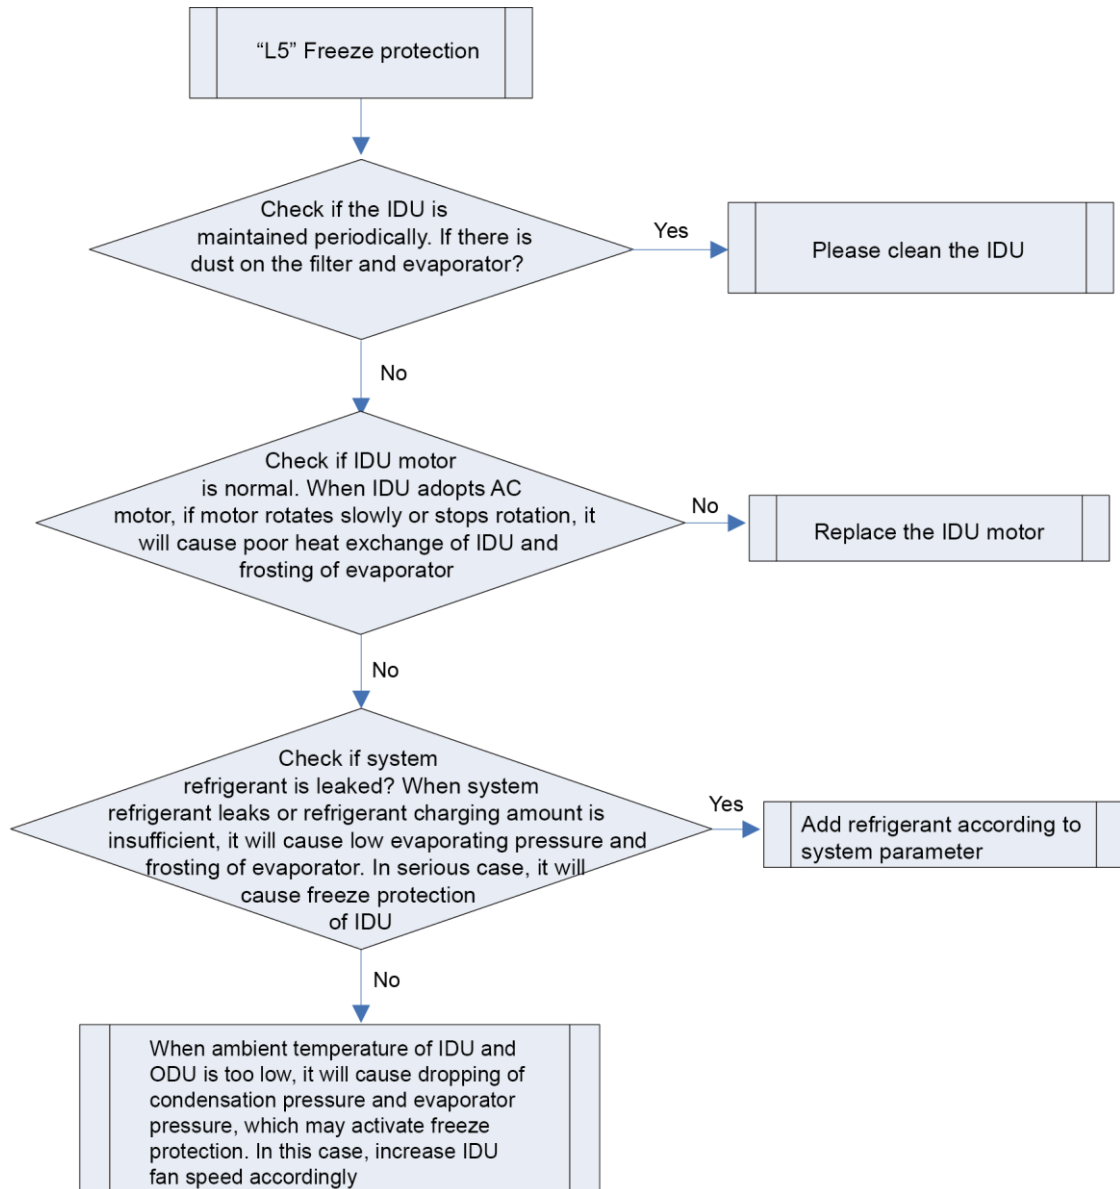 “L5” Freeze protection
Check if the IDU is
maintained periodically. If there is
dust on the filter and evaporator?
Yes
Please clean the IDU
No
Check if IDU motor
is normal. When IDU adopts AC
motor, if motor rotates slowly or stops rotation, it
will cause poor heat exchange of IDU and
frosting of evaporator
No
Replace the IDU motor
No
Check if system
refrigerant is leaked? When system
refrigerant leaks or refrigerant charging amount is
insufficient, it will cause low evaporating pressure and
frosting of evaporator. In serious case, it will
cause freeze protection
of IDU
Yes
Add refrigerant according to
system parameter
No
When ambient temperature of IDU and
ODU is too low, it will cause dropping of
condensation pressure and evaporator
pressure, which may activate freeze
protection. In this case, increase IDU
fan speed accordingly